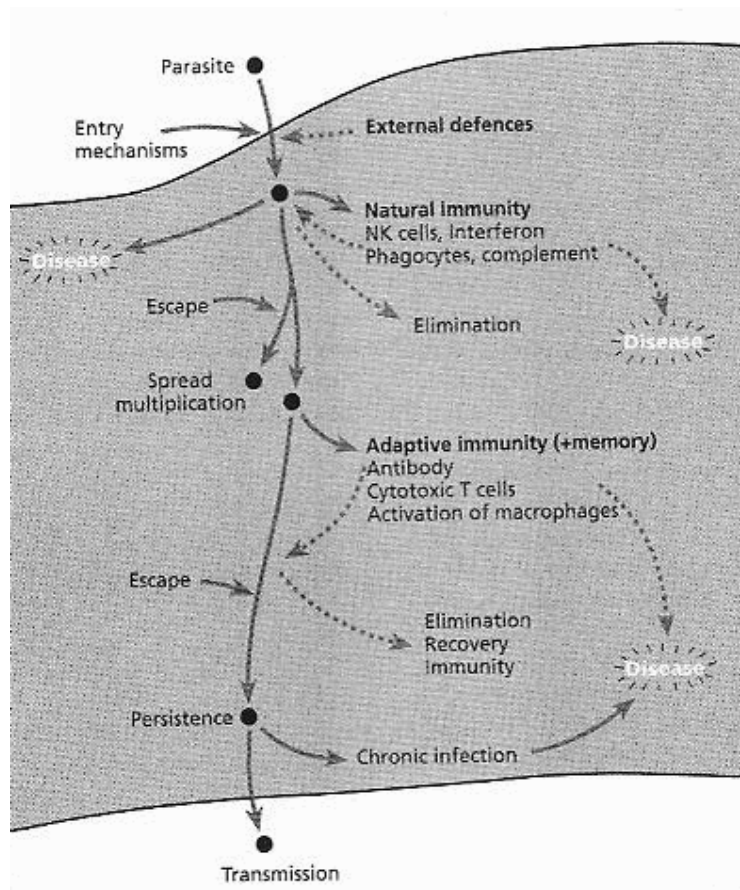 Parasite
Entry
mechanisms
External defences
Natural immunity
NK cells, Interferon
Phagocytes, complement
Disease
Escape
Elimination
Disease
Spread
multiplication
Adaptive immunity (+memory)
Antibody
Cytotoxic T cells
Activation of macrophages
Escape
Elimination
Recovery
Immunity
Disease
Persistence
Chronic infection
Transmission